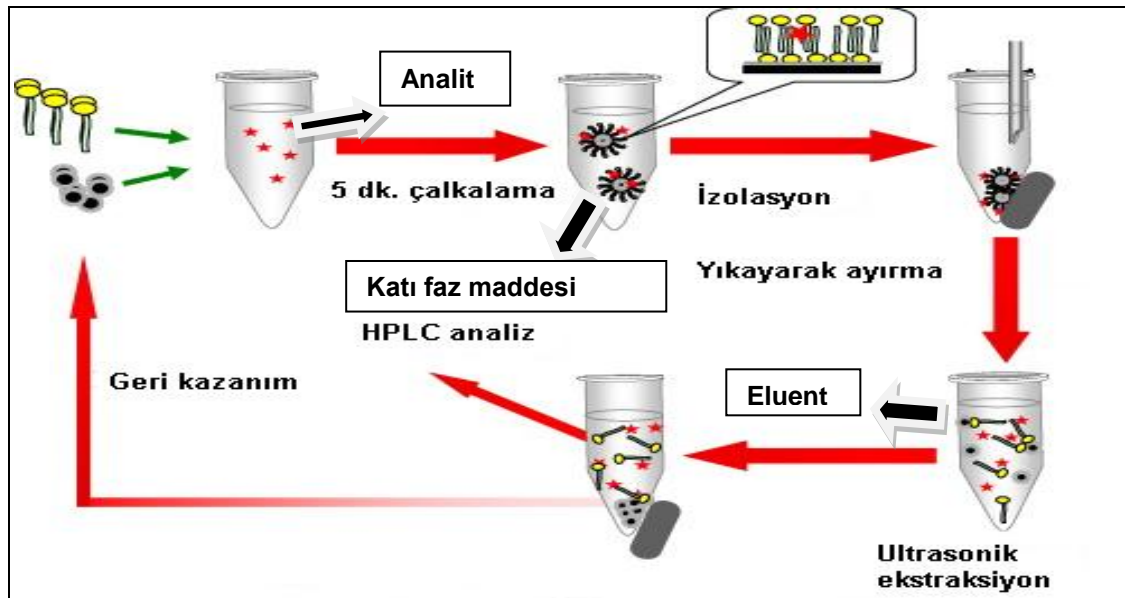 Analit
5 dk. çalkalama
İzolasyon
Yıkayarak ayırma
Katı faz maddesi
HPLC analiz
Geri kazanım
Eluent
Ultrasonik
ekstraksiyon